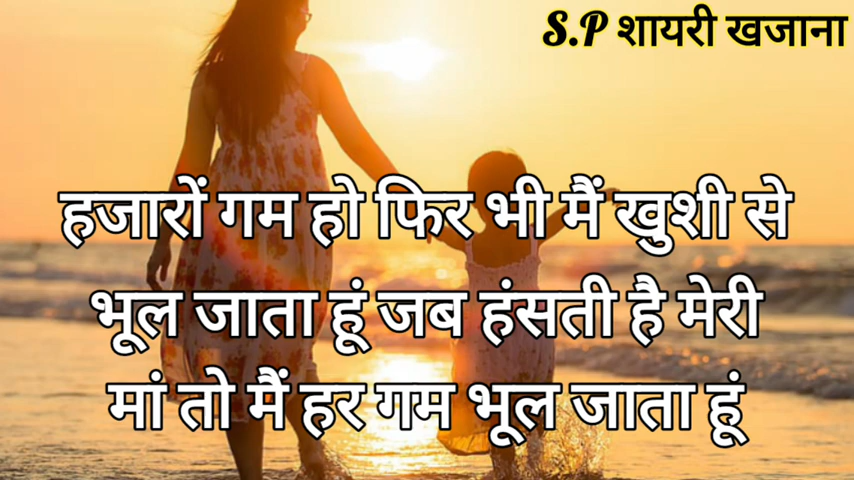 S.P शायरी खजाना
हजारों गम हो फिर भी मैं खुशी से
भूल जाता हूं जब हंसती है मेरी
मां तो मैं हर गम भूल जाता हूं